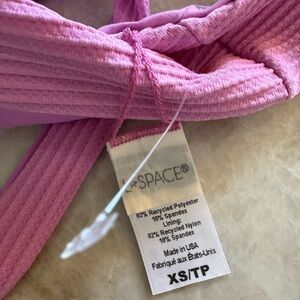 L*SPACE®
82% Recycled Polyester
18% Spandex
Lining:
82% Recycled Nylon
18% Spandex
Made in USA
Fabriqué aux États-Unis
XS/TP